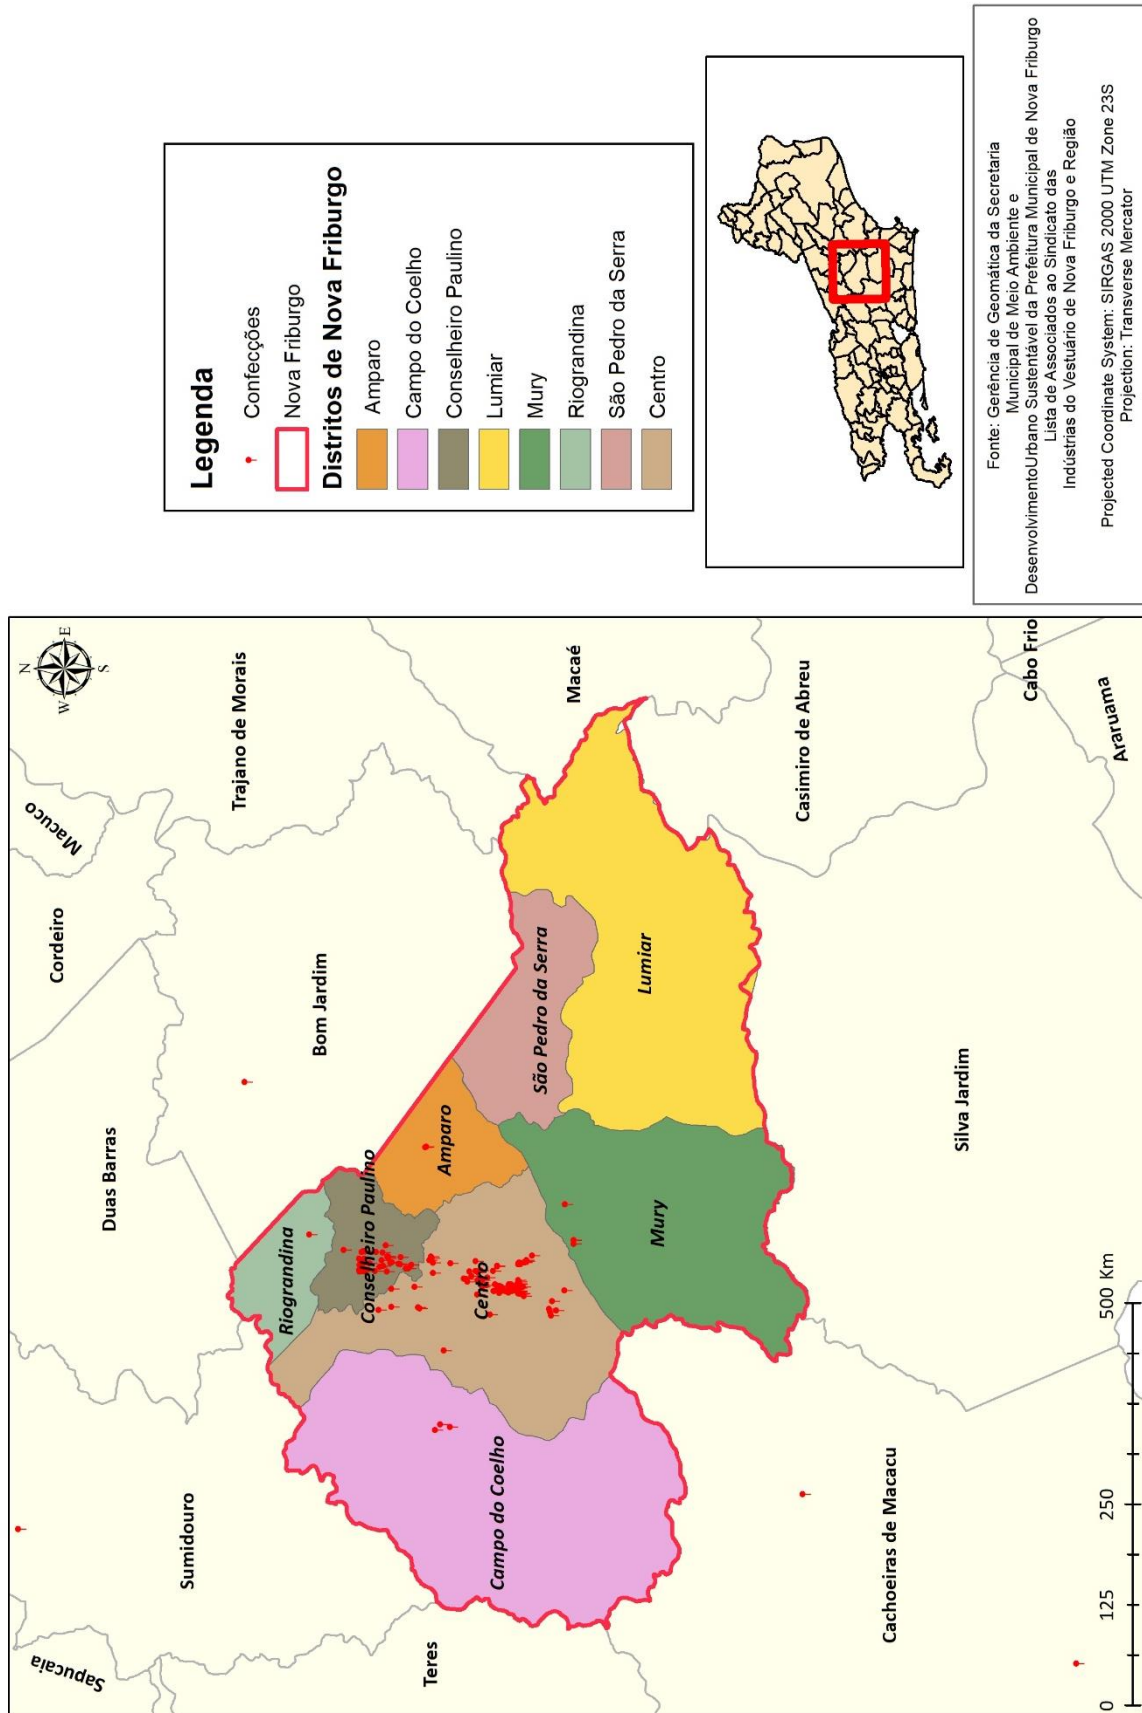 N
W
E
S
Macuco
Cordeiro
Trajano de Morais
Duas Barras
Bom Jardim
Sumidouro
Sapucaia
Teres
Macaé
Casimiro de Abreu
Cabo Frio
Araruama
Silva Jardim
Cachoeiras de Macacu
Riograndina
Conselheiro Paulino
Amparo
Centro
Campo do Coelho
São Pedro da Serra
Lumiar
Mury
0 125 250 500 Km
Legenda
Confecções
Nova Friburgo
Distritos de Nova Friburgo
Amparo
Campo do Coelho
Conselheiro Paulino
Lumiar
Mury
Riograndina
São Pedro da Serra
Centro
Fonte: Gerência de Geomática da Secretaria
Municipal de Meio Ambiente e
DesenvolvimentoUrbano Sustentável da Prefeitura Municipal de Nova Friburgo
Lista de Associados ao Sindicato das
Indústrias do Vestuário de Nova Friburgo e Região
Projected Coordinate System: SIRGAS 2000 UTM Zone 23S
Projection: Transverse Mercator